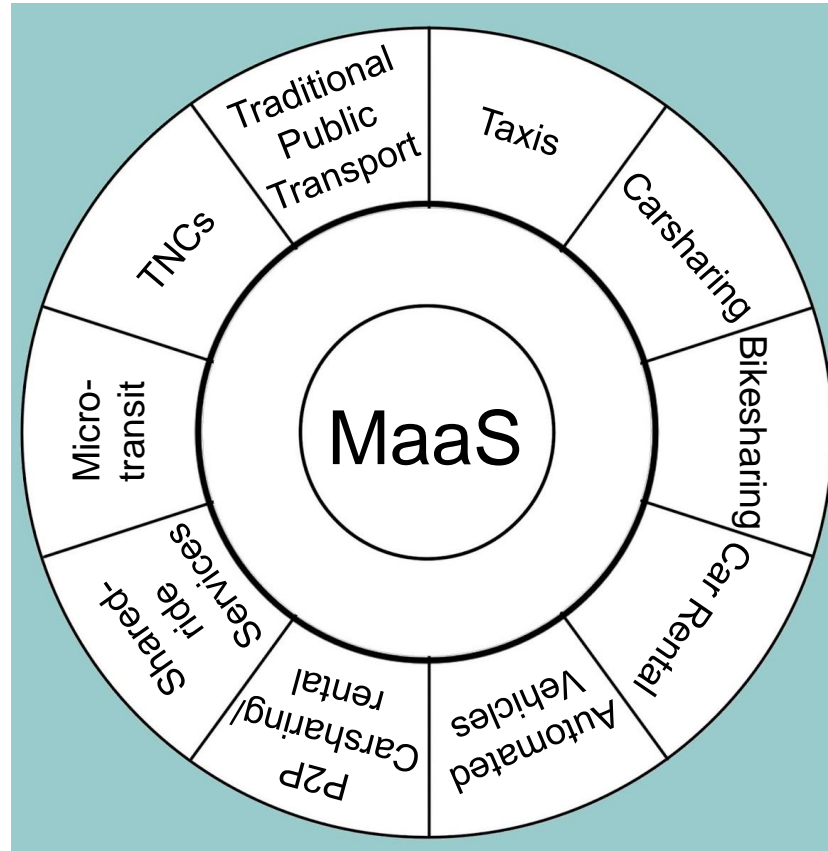 MaaS
Traditional
Public
Transport
Taxis
Carsharing
Bikesharing
Car Rental
Automated
Vehicles
P2P
Carsharing/
rental
Shared-
ride
Services
Micro-
transit
TNCs